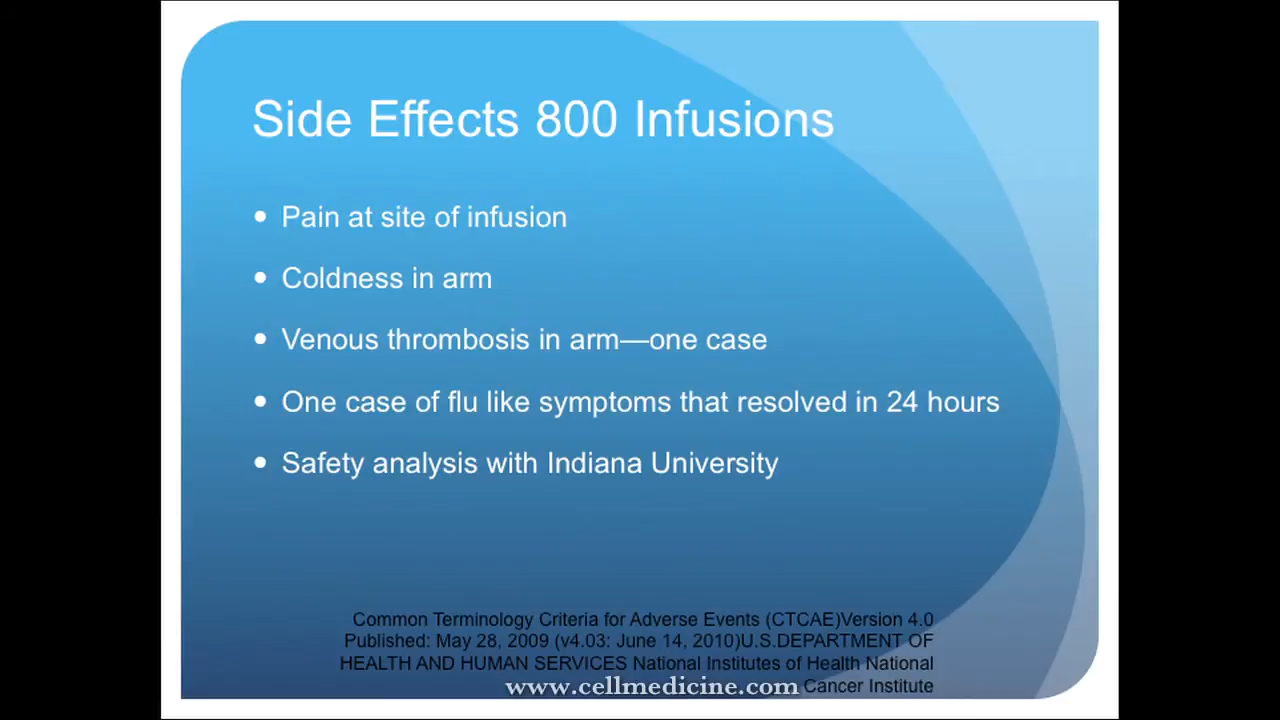 Side Effects 800 Infusions
• Pain at site of infusion
• Coldness in arm
• Venous thrombosis in arm—one case
• One case of flu like symptoms that resolved in 24 hours
• Safety analysis with Indiana University
Common Terminology Criteria for Adverse Events (CTCAE)Version 4.0
Published: May 28, 2009 (v4.03: June 14, 2010)U.S.DEPARTMENT OF
HEALTH AND HUMAN SERVICES National Institutes of Health National
Cancer Institute
www.cellmedicine.com